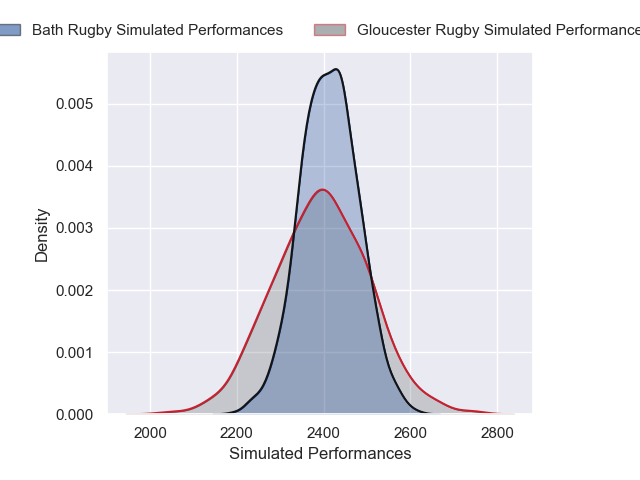 Bath Rugby Simulated Performances
Gloucester Rugby Simulated Performance
Density
0.005
0.004
0.003
0.002
0.001
0.000
2000 2200 2400 2600 2800
Simulated Performances